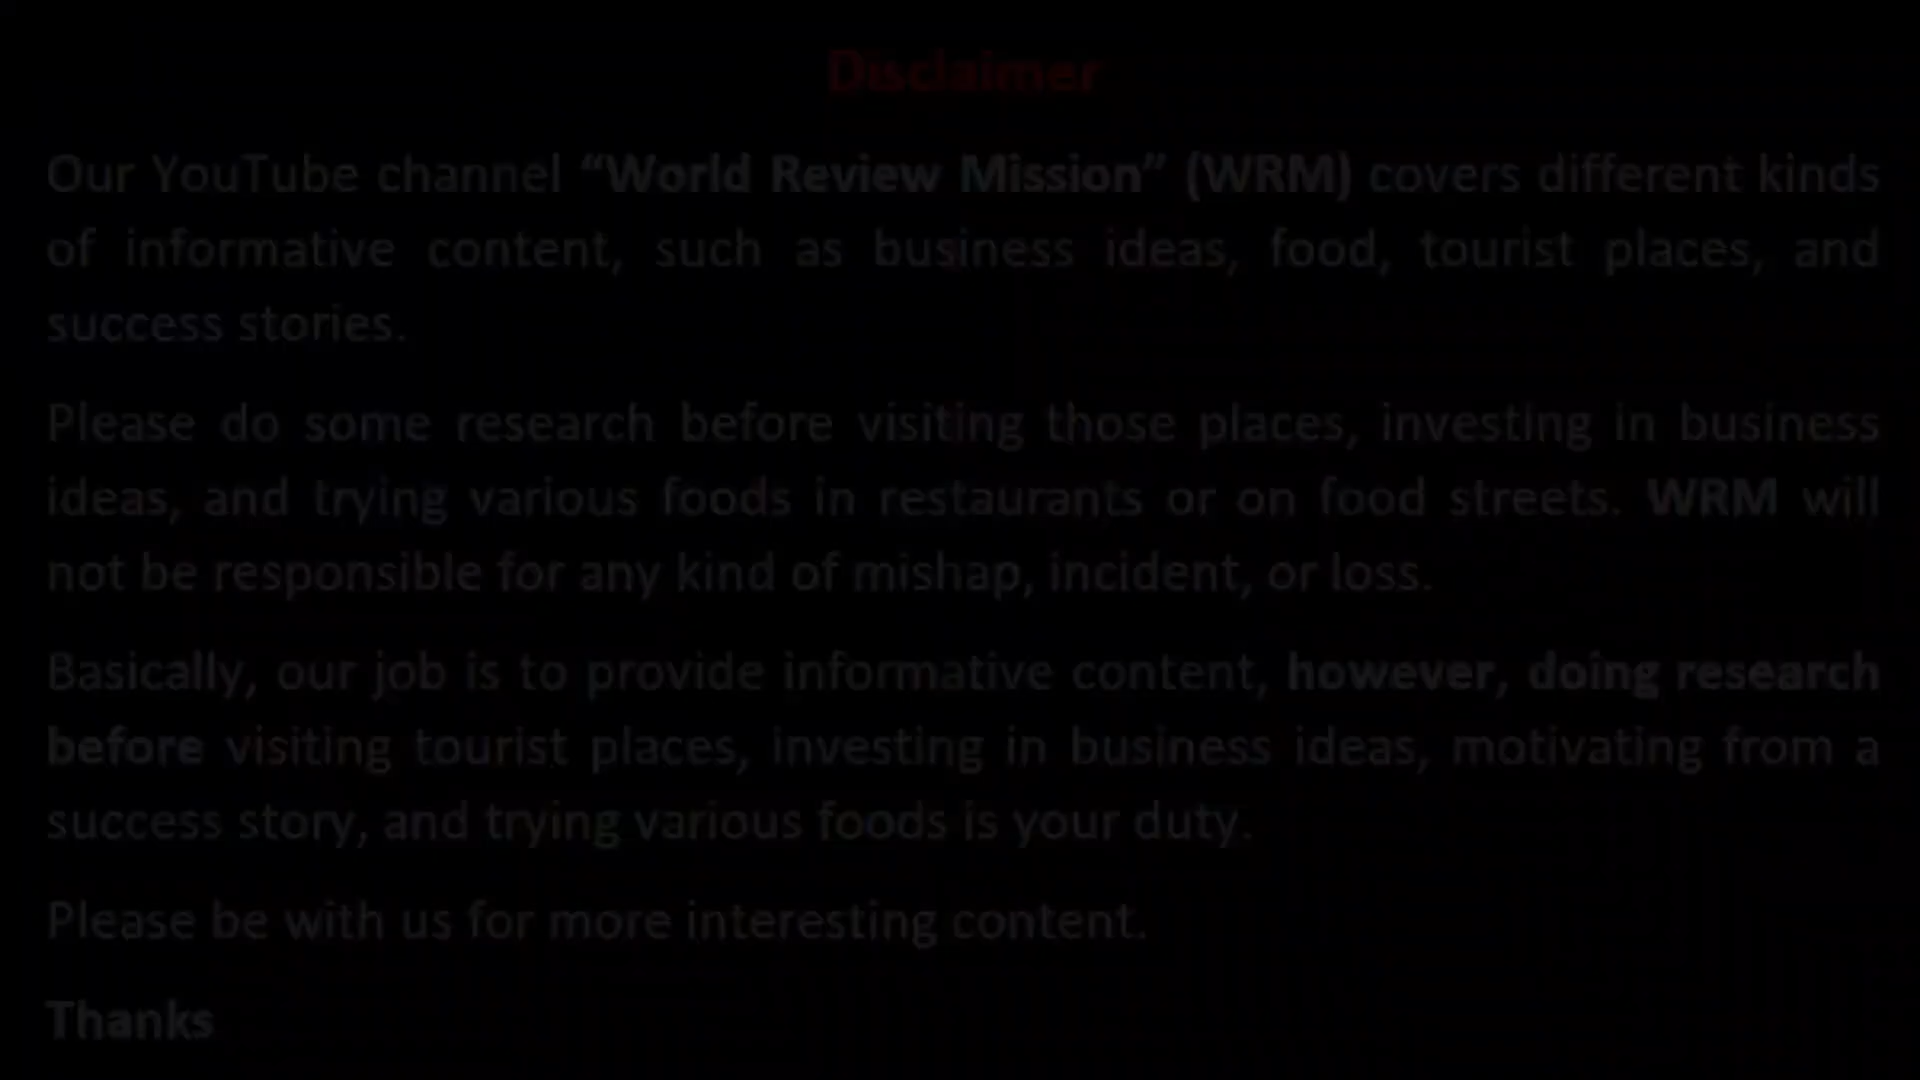 Disclaimer
Our YouTube channel “World Review Mission” (WRM) covers different kinds
of informative content, such as business ideas, food, tourist places, and
success stories.
Please do some research before visiting those places, investing in business
ideas, and trying various foods in restaurants or on food streets. WRM will
not be responsible for any kind of mishap, incident, or loss.
Basically, our job is to provide informative content, however, doing research
before visiting tourist places, investing in business ideas, motivating from a
success story, and trying various foods is your duty.
Please be with us for more interesting content.
Thanks